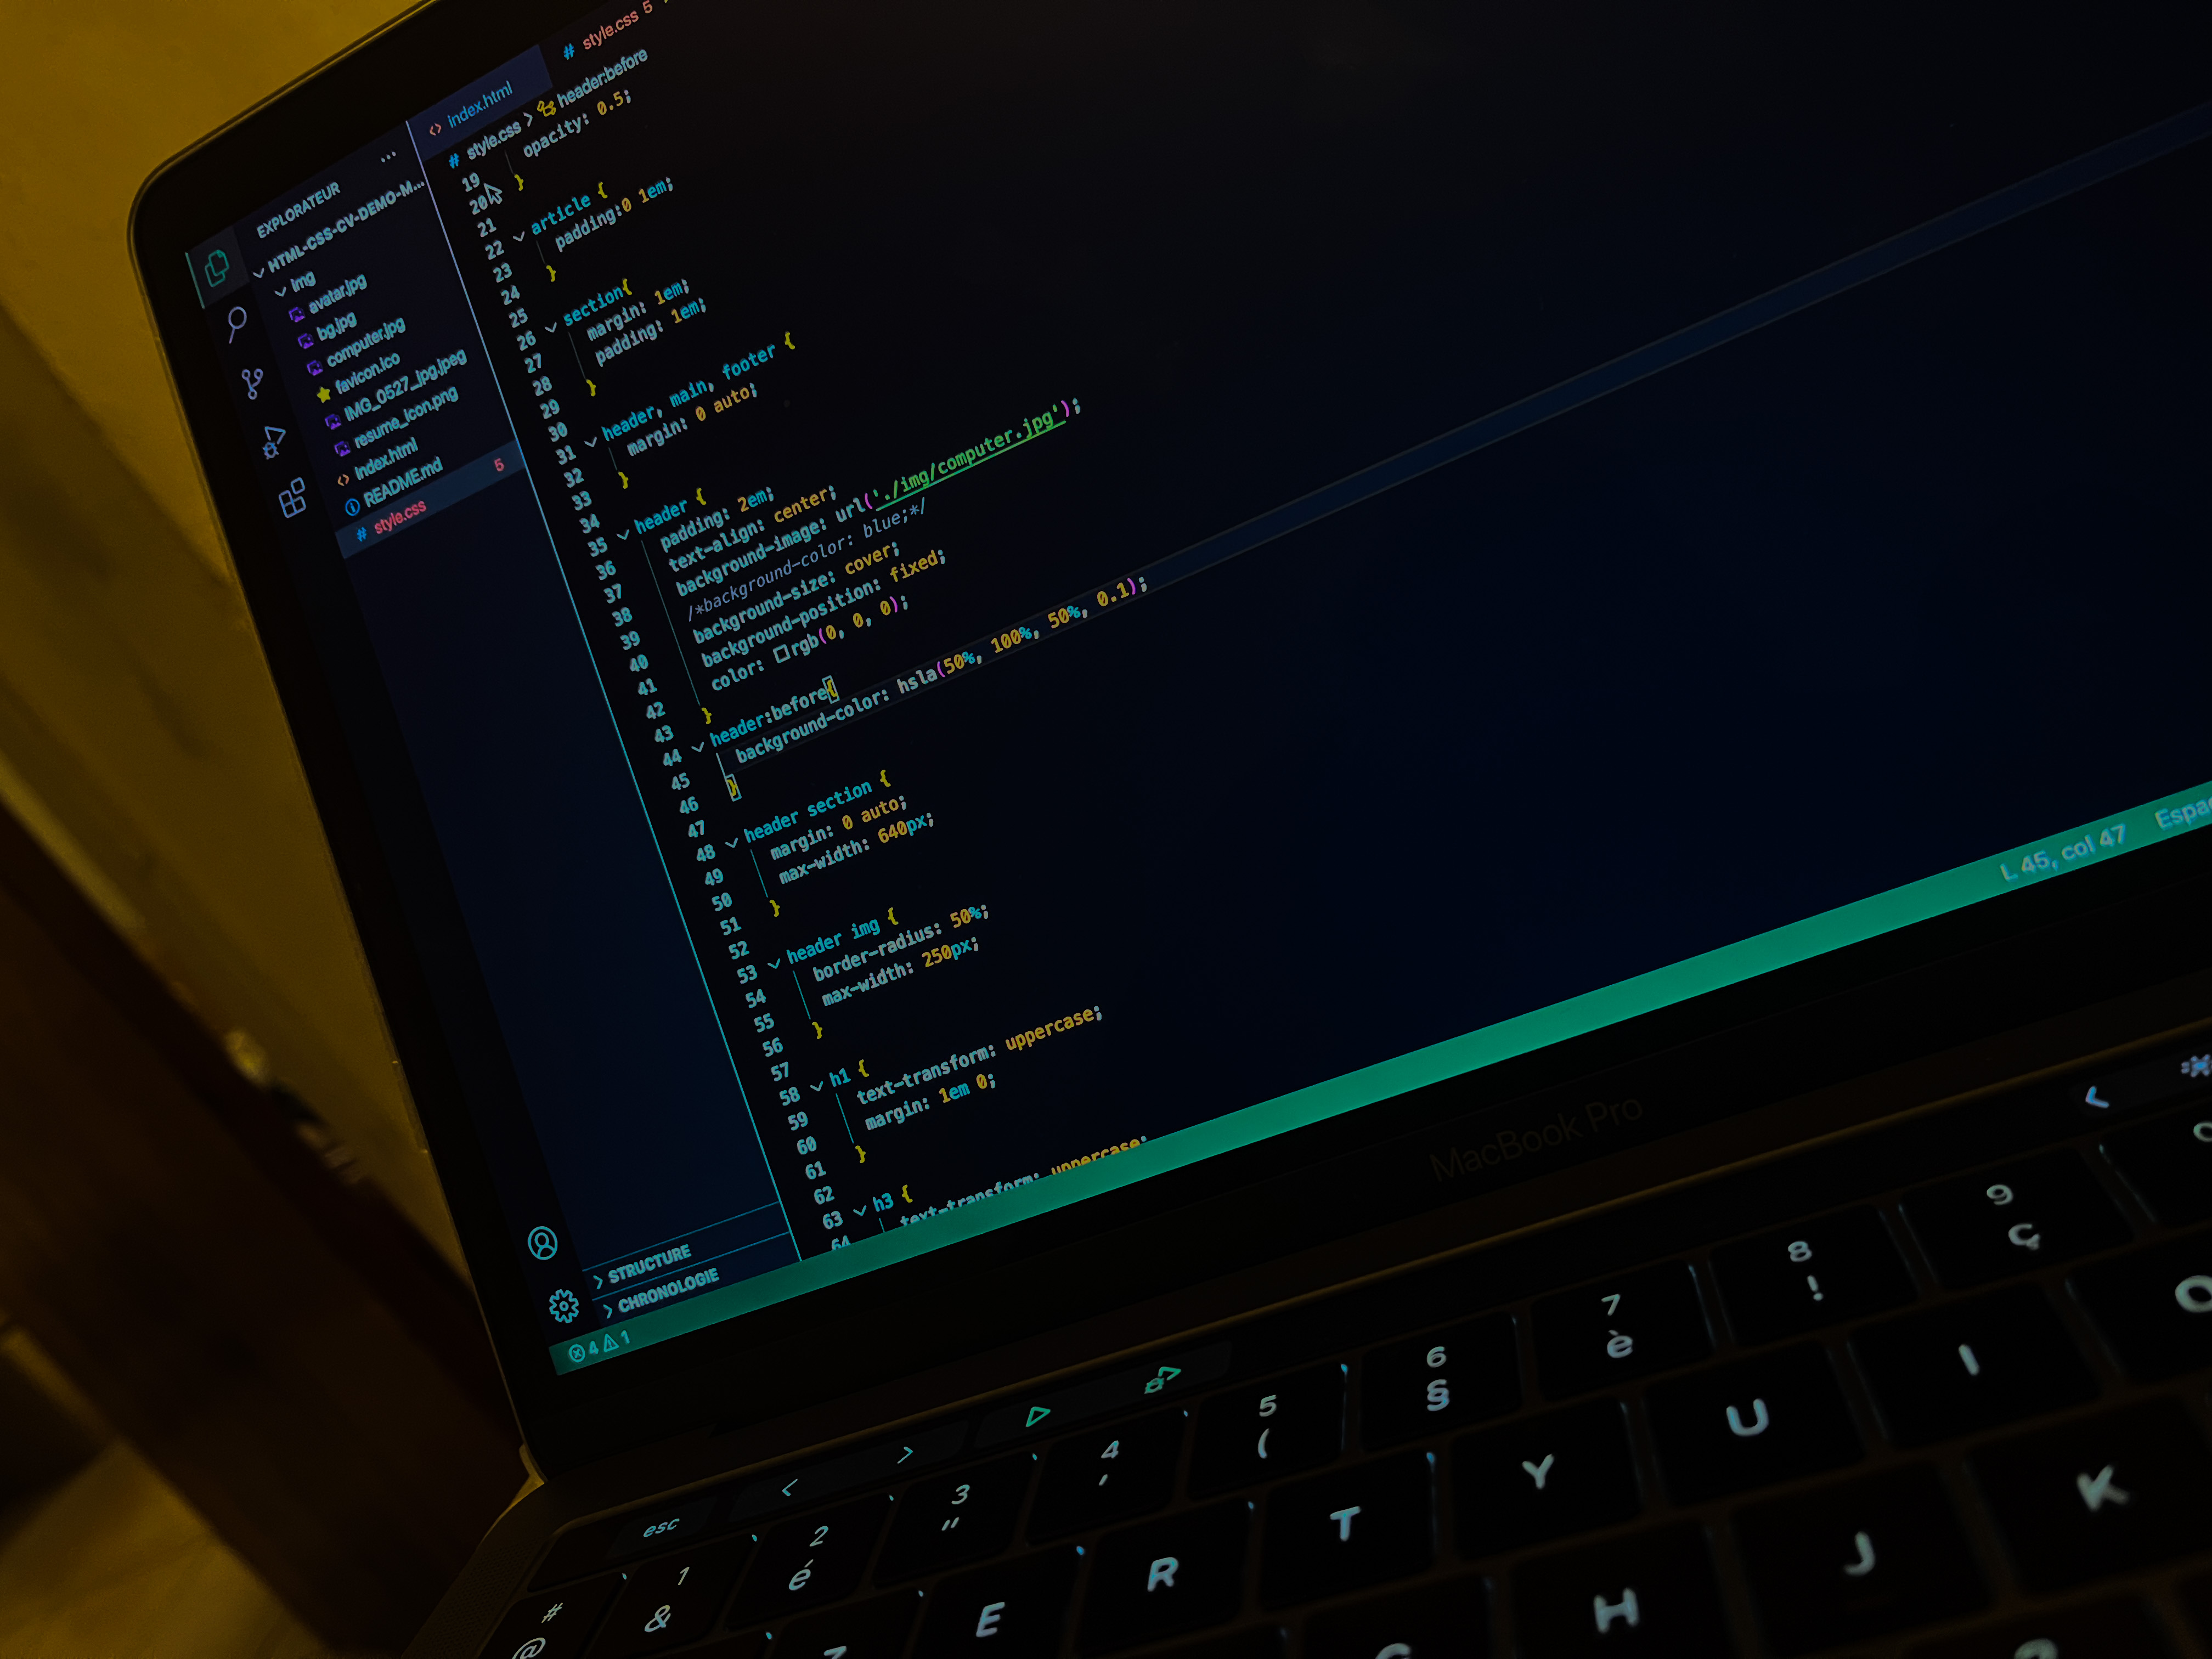 index.html
# style.css 5
EXPLORATEUR ...
# style.css > header:before
HTML-CSS-CV-DEMO-M...
img
avatar.jpg
bg.jpg
computer.jpg
favicon.ico
IMG_0527_jpg.jpeg
resume_icon.png
index.html
README.md
# style.css 5
STRUCTURE
CHRONOLOGIE
opacity: 0.5;
19 }
20
21 article {
22 padding:0 1em;
23 }
24
25 section{
26 margin: 1em;
27 padding: 1em;
28 }
29
30 header, main, footer {
31 margin: 0 auto;
32 }
33
34 header {
35 padding: 2em;
36 text-align: center;
37 background-image: url('./img/computer.jpg');
38 /*background-color: blue;*/
39 background-size: cover;
40 background-position: fixed;
41 color: rgb(0, 0, 0);
42 }
43 header:before{
44 background-color: hsla(50%, 100%, 50%, 0.1);
45 }
46
47 header section {
48 margin: 0 auto;
49 max-width: 640px;
50 }
51
52 header img {
53 border-radius: 50%;
54 max-width: 250px;
55 }
56
57 h1 {
58 text-transform: uppercase;
59 margin: 1em 0;
60 }
61
62 h3 {
63 text-transform: uppercase;
64
4 1
L 45, col 47
MacBook Pro
esc < >
<
# @
1 &
2 é
3 "
4 '
5 (
6 §
7 è
8 !
9 ç
Z E R T Y U I O
H J K